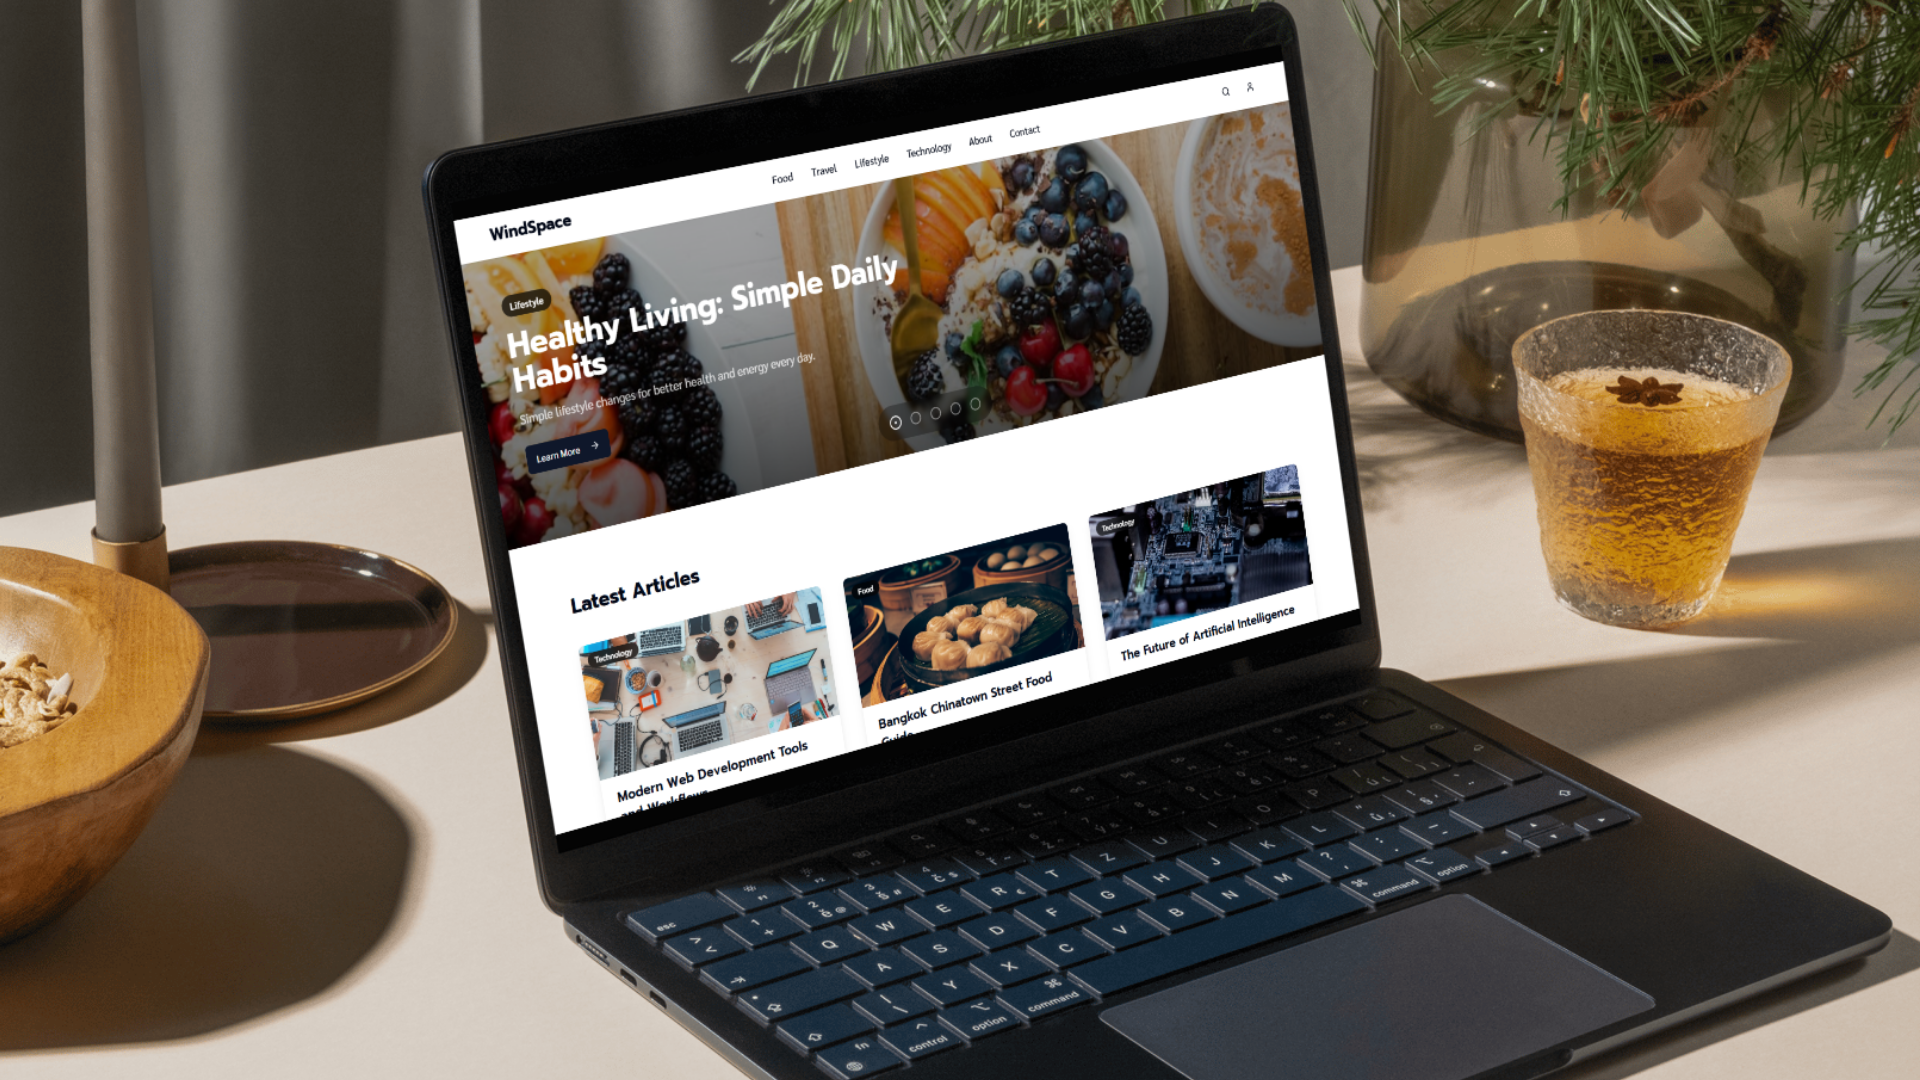 WindSpace
Food Travel Lifestyle Technology About Contact
Lifestyle
Healthy Living: Simple Daily
Habits
Simple lifestyle changes for better health and energy every day.
Learn More
Latest Articles
Technology
Modern Web Development Tools
and Workflows
Food
Bangkok Chinatown Street Food
Guide
Technology
The Future of Artificial Intelligence
esc
Q W E R T Z U I O P
A S D F G H J K L
Y X C V B N M
fn control option command command option